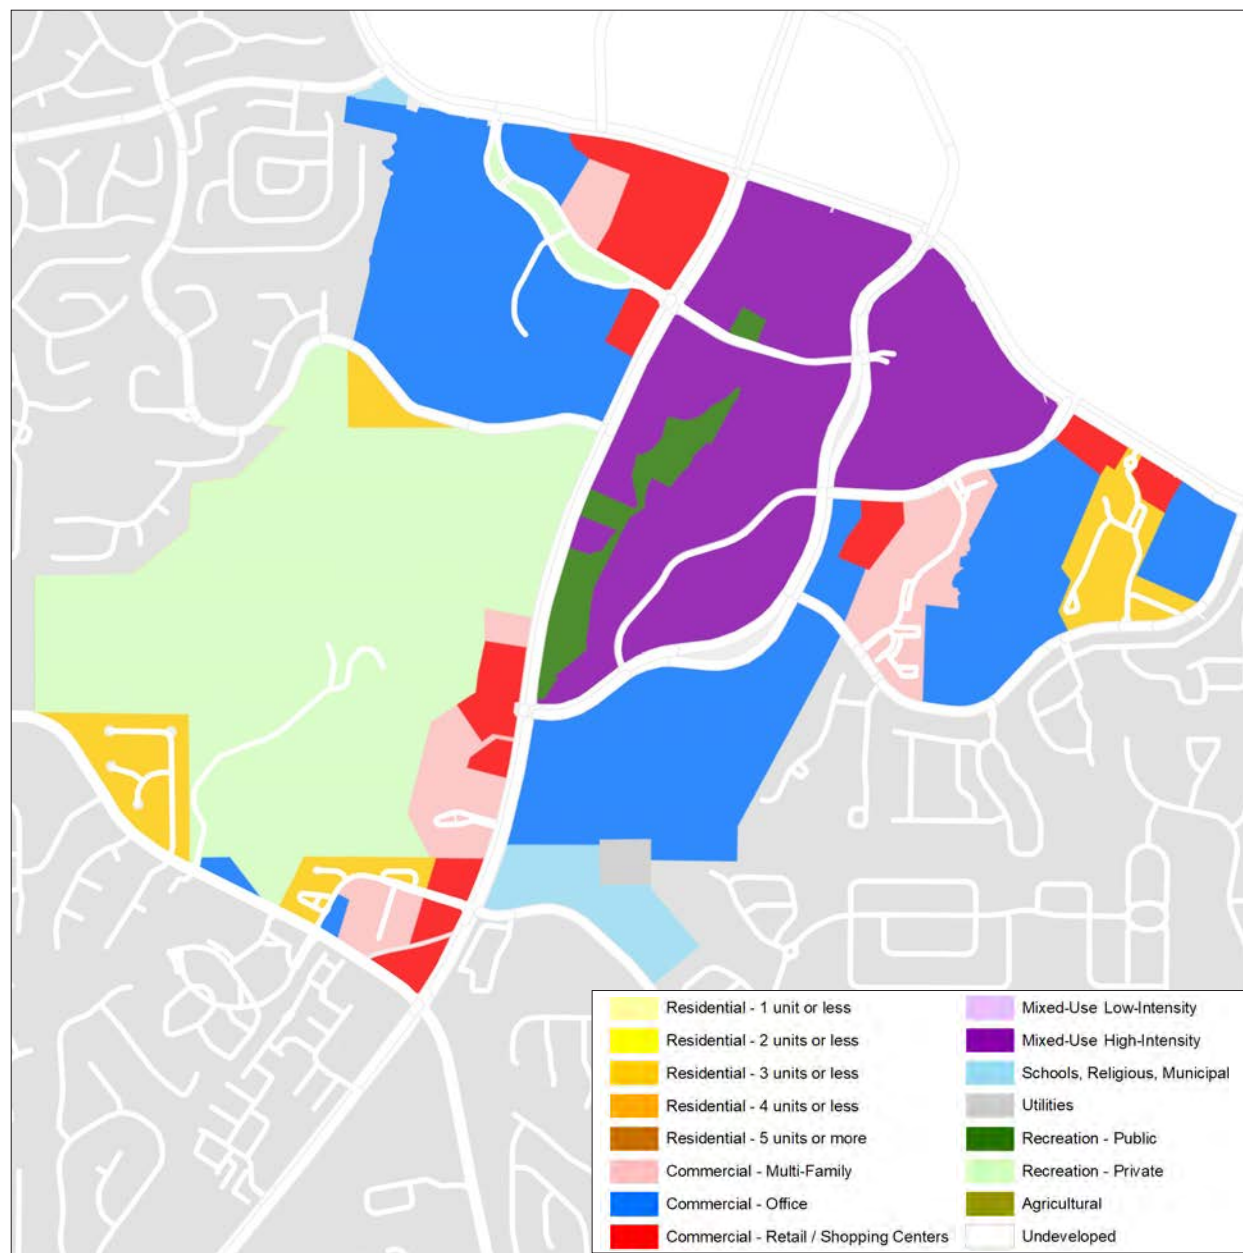 Residential - 1 unit or less
Residential - 2 units or less
Residential - 3 units or less
Residential - 4 units or less
Residential - 5 units or more
Commercial - Multi-Family
Commercial - Office
Commercial - Retail / Shopping Centers
Mixed-Use Low-Intensity
Mixed-Use High-Intensity
Schools, Religious, Municipal
Utilities
Recreation - Public
Recreation - Private
Agricultural
Undeveloped